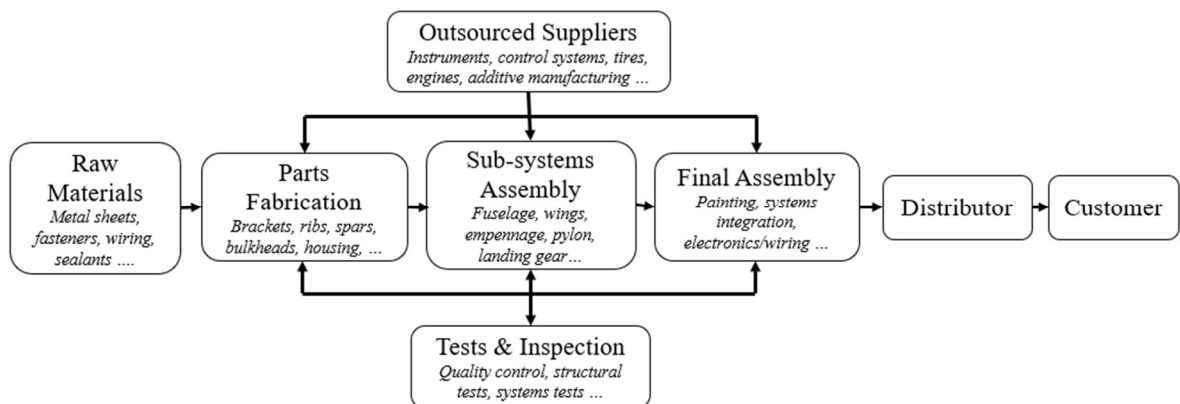 Outsourced Suppliers
Instruments, control systems, tires,
engines, additive manufacturing ...
Raw
Materials
Metal sheets,
fasteners, wiring,
sealants ....
Parts
Fabrication
Brackets, ribs, spars,
bulkheads, housing, ...
Sub-systems
Assembly
Fuselage, wings,
empennage, pylon,
landing gear...
Final Assembly
Painting, systems
integration,
electronics/wiring ...
Distributor
Customer
Tests & Inspection
Quality control, structural
tests, systems tests ...